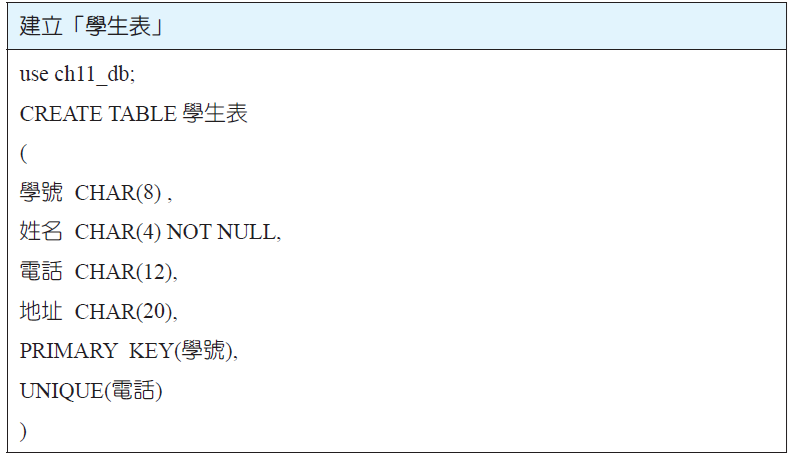 建立「學生表」
use ch11_db;
CREATE TABLE 學生表
(
學號 CHAR(8) ,
姓名 CHAR(4) NOT NULL,
電話 CHAR(12),
地址 CHAR(20),
PRIMARY KEY(學號),
UNIQUE(電話)
)